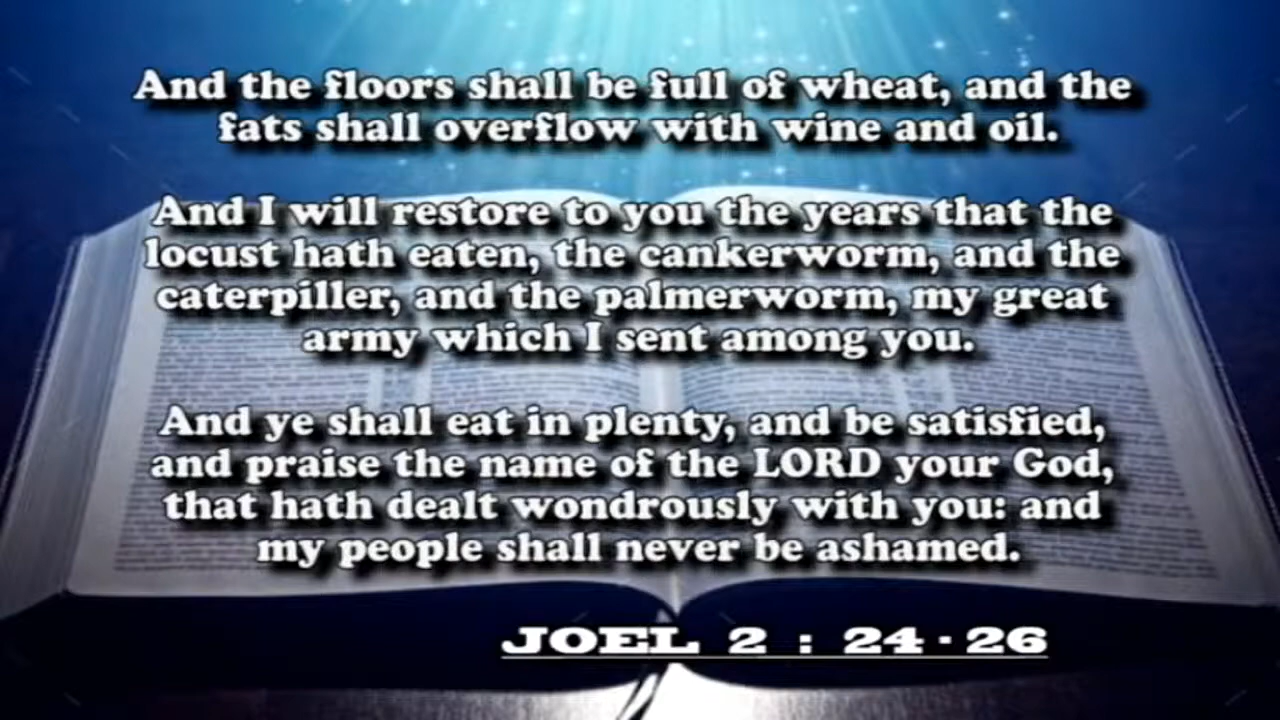 And the floors shall be full of wheat, and the
fats shall overflow with wine and oil.
And I will restore to you the years that the
locust hath eaten, the cankerworm, and the
caterpiller, and the palmerworm, my great
army which I sent among you.
And ye shall eat in plenty, and be satisfied,
and praise the name of the LORD your God,
that hath dealt wondrously with you: and
my people shall never be ashamed.
JOEL 2 : 24 - 26